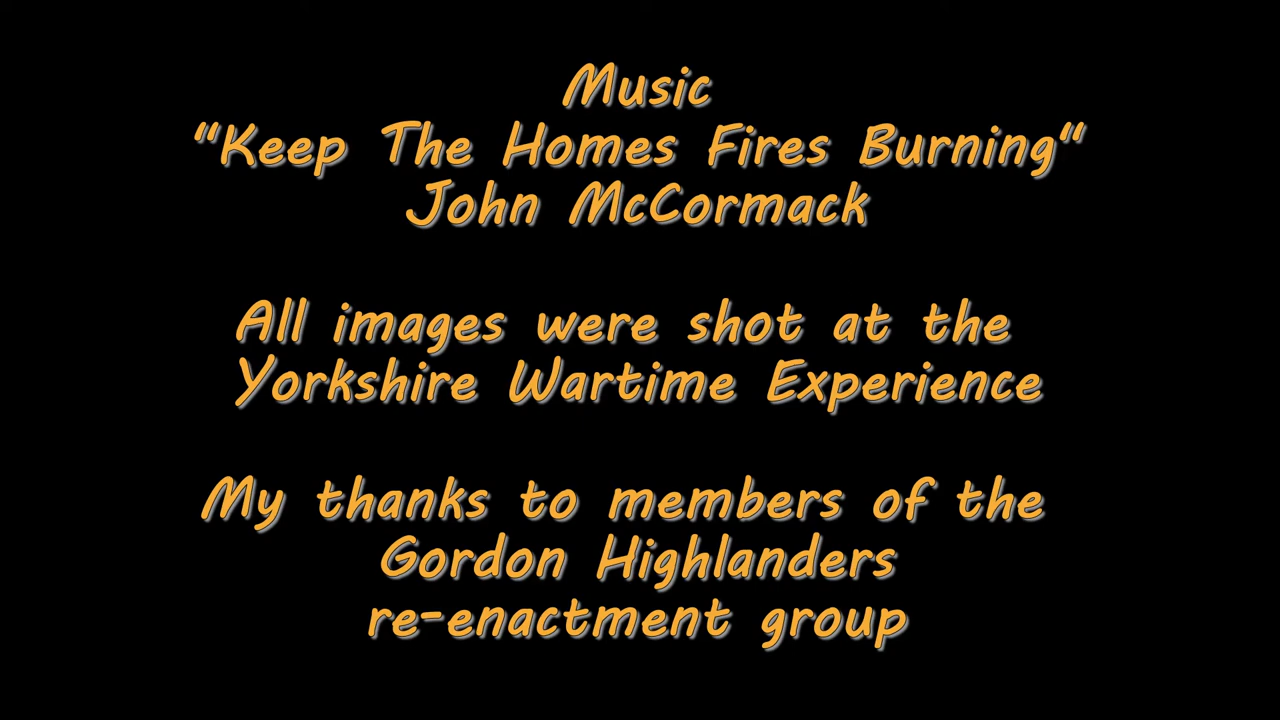 Music
“Keep The Homes Fires Burning“
John McCormack
All images were shot at the
Yorkshire Wartime Experience
My thanks to members of the
Gordon Highlanders
re-enactment group